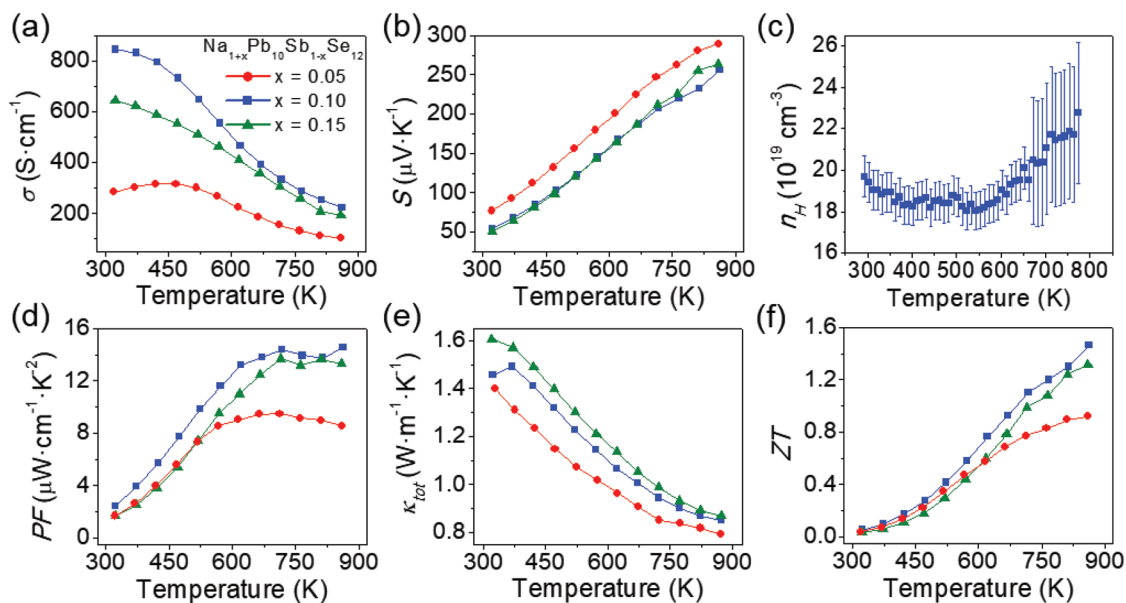 (a)
Na1+xPb10Sb1-xSe12
x = 0.05
x = 0.10
x = 0.15
σ (S·cm⁻¹)
800
600
400
200
300 450 600 750 900
Temperature (K)
(b)
S (μV·K⁻¹)
300
250
200
150
100
50
300 450 600 750 900
Temperature (K)
(c)
nH (10¹⁹ cm⁻³)
26
24
22
20
18
16
300 400 500 600 700 800
Temperature (K)
(d)
PF (μW·cm⁻¹·K⁻²)
16
12
8
4
0
300 450 600 750 900
Temperature (K)
(e)
κtot (W·m⁻¹·K⁻¹)
1.6
1.4
1.2
1.0
0.8
300 450 600 750 900
Temperature (K)
(f)
ZT
1.6
1.2
0.8
0.4
0.0
300 450 600 750 900
Temperature (K)